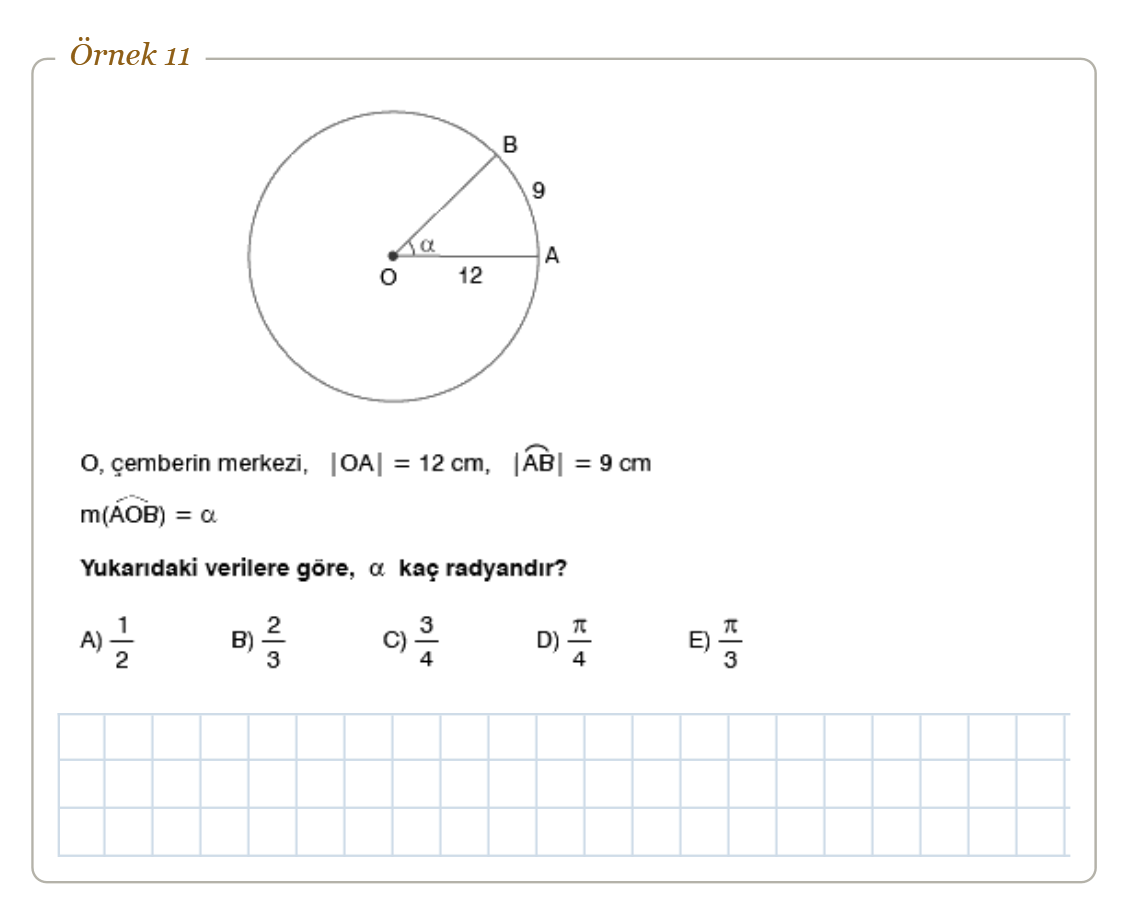 Örnek 11
B
9
α
A
O
12
O, çemberin merkezi, |OA| = 12 cm, |A͡B| = 9 cm
m(AOB̂) = α
Yukarıdaki verilere göre, α kaç radyandır?
A) 1/2 B) 2/3 C) 3/4 D) π/4 E) π/3